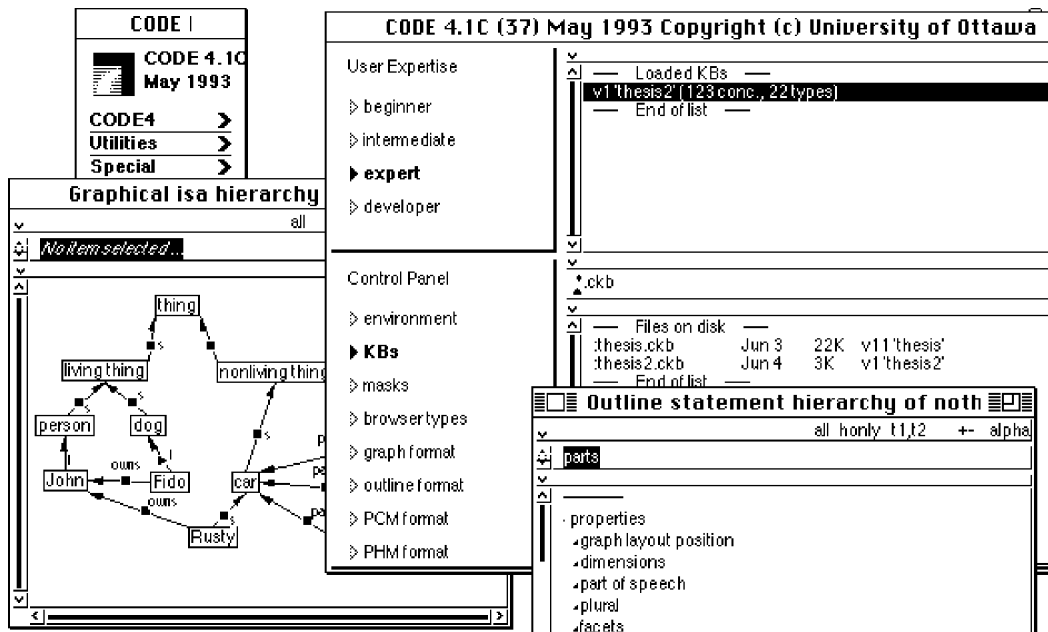 CODE
CODE 4.1C
May 1993
CODE4
Utilities
Special
Graphical isa hierarchy
all
No item selected...
thing
s
living thing
nonliving thing
s
s
s
person
dog
I
I
John
owns
Fido
car
owns
s
Rusty
CODE 4.1C (37) May 1993 Copyright (c) University of Ottawa
User Expertise
beginner
intermediate
expert
developer
Loaded KBs
v1 'thesis2' (123 conc., 22 types)
End of list
Control Panel
environment
KBs
masks
browser types
graph format
outline format
PCM format
PHM format
.ckb
Files on disk
:thesis.ckb Jun 3 22K v11 'thesis'
:thesis2.ckb Jun 4 3K v1 'thesis2'
End of list
Outline statement hierarchy of noth
all honly t1,t2 +- alpha
parts
properties
graph layout position
dimensions
part of speech
plural
facets